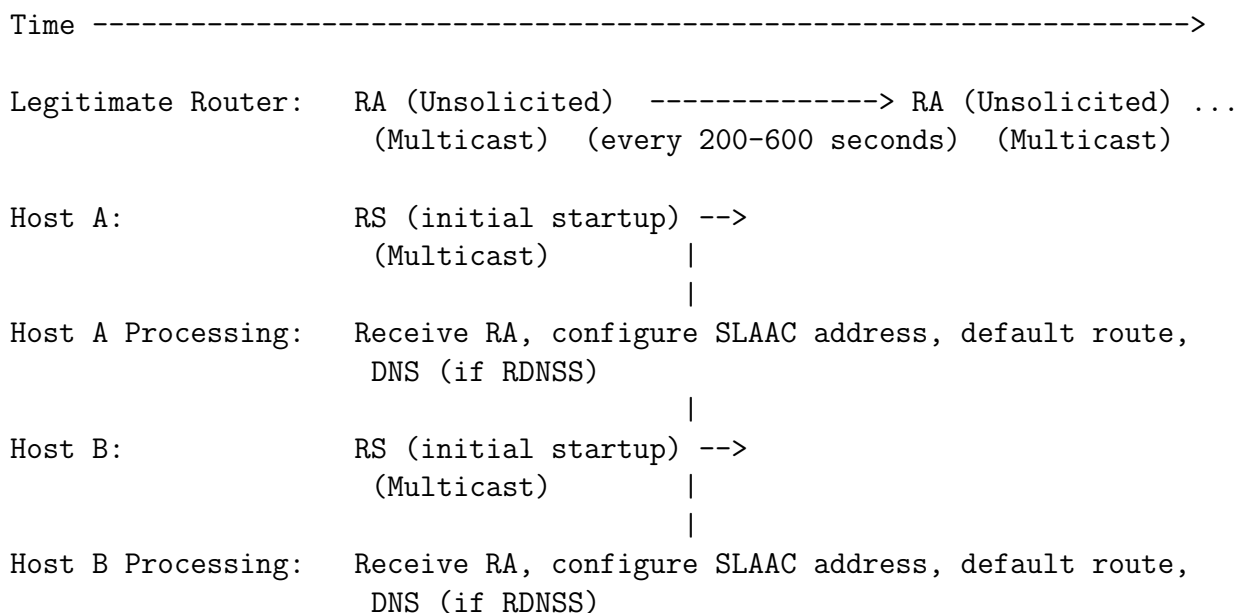 Time --------------------------------------------------------------------->
Legitimate Router:   RA (Unsolicited)  --------------> RA (Unsolicited) ...
(Multicast)  (every 200-600 seconds)  (Multicast)
Host A:              RS (initial startup) -->
(Multicast)         |
|
Host A Processing:   Receive RA, configure SLAAC address, default route,
DNS (if RDNSS)
|
Host B:              RS (initial startup) -->
(Multicast)         |
|
Host B Processing:   Receive RA, configure SLAAC address, default route,
DNS (if RDNSS)